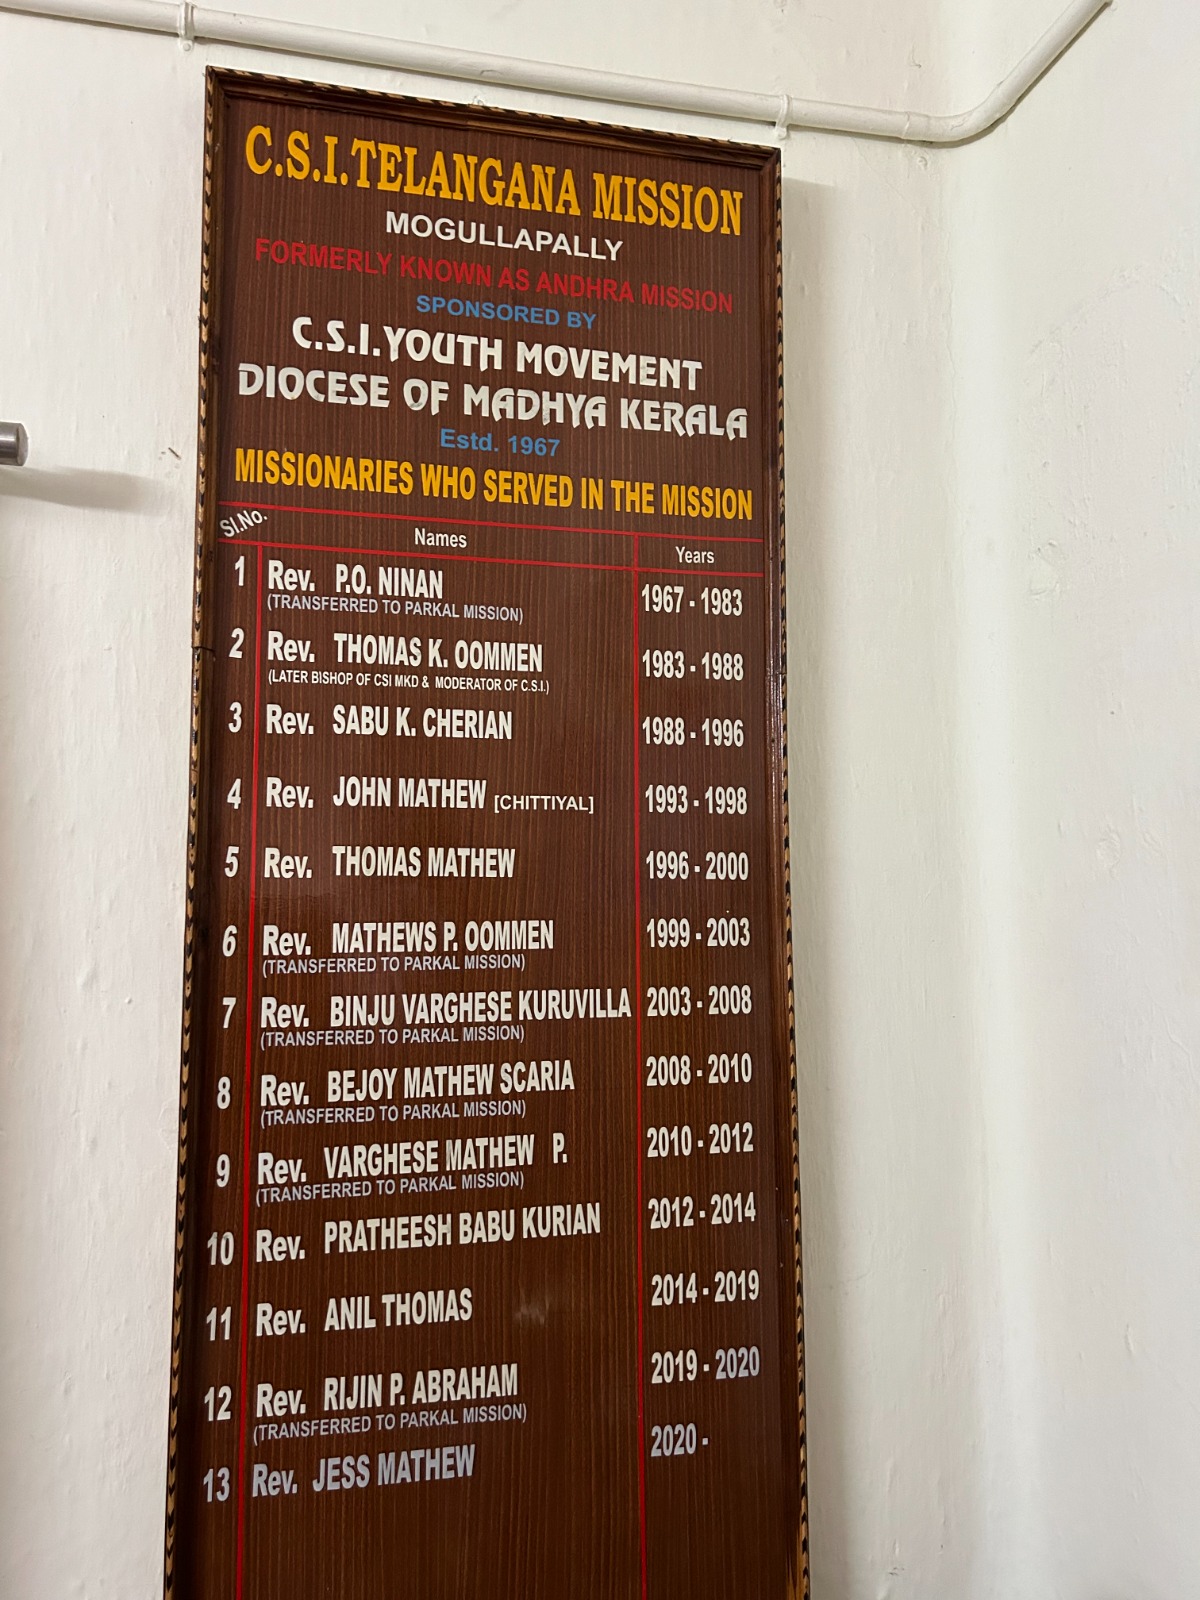 C.S.I.TELANGANA MISSION
MOGULLAPALLY
FORMERLY KNOWN AS ANDHRA MISSION
SPONSORED BY
C.S.I.YOUTH MOVEMENT
DIOCESE OF MADHYA KERALA
Estd. 1967
MISSIONARIES WHO SERVED IN THE MISSION
Sl.No. Names Years
1 Rev. P.O. NINAN 1967 - 1983
(TRANSFERRED TO PARKAL MISSION)
2 Rev. THOMAS K. OOMMEN 1983 - 1988
(LATER BISHOP OF CSI MKD & MODERATOR OF C.S.I.)
3 Rev. SABU K. CHERIAN 1988 - 1996
4 Rev. JOHN MATHEW [CHITTIYAL] 1993 - 1998
5 Rev. THOMAS MATHEW 1996 - 2000
6 Rev. MATHEWS P. OOMMEN 1999 - 2003
(TRANSFERRED TO PARKAL MISSION)
7 Rev. BINJU VARGHESE KURUVILLA 2003 - 2008
(TRANSFERRED TO PARKAL MISSION)
8 Rev. BEJOY MATHEW SCARIA 2008 - 2010
(TRANSFERRED TO PARKAL MISSION)
9 Rev. VARGHESE MATHEW P. 2010 - 2012
(TRANSFERRED TO PARKAL MISSION)
10 Rev. PRATHEESH BABU KURIAN 2012 - 2014
11 Rev. ANIL THOMAS 2014 - 2019
12 Rev. RIJIN P. ABRAHAM 2019 - 2020
(TRANSFERRED TO PARKAL MISSION)
13 Rev. JESS MATHEW 2020 -